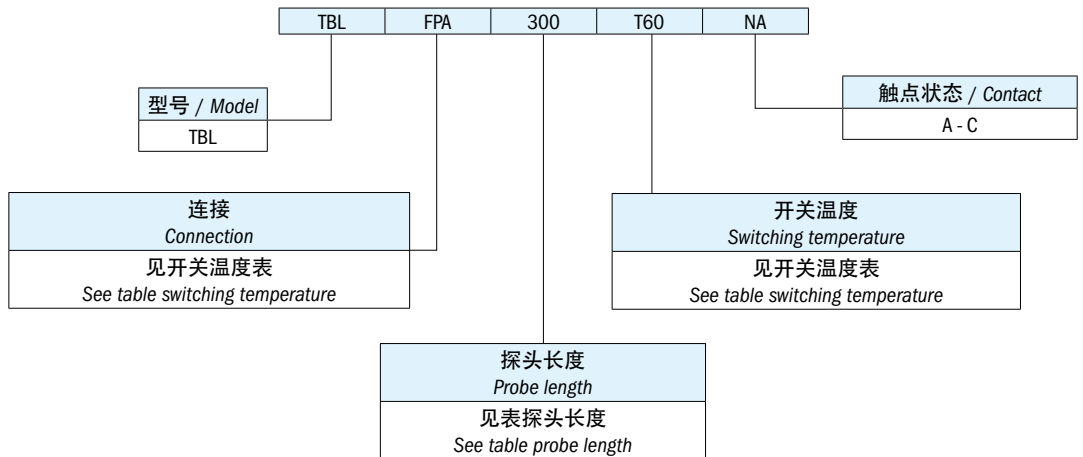 TBL FPA 300 T60 NA
型号 / Model
TBL
触点状态 / Contact
A - C
连接
Connection
见开关温度表
See table switching temperature
开关温度
Switching temperature
见开关温度表
See table switching temperature
探头长度
Probe length
见表探头长度
See table probe length